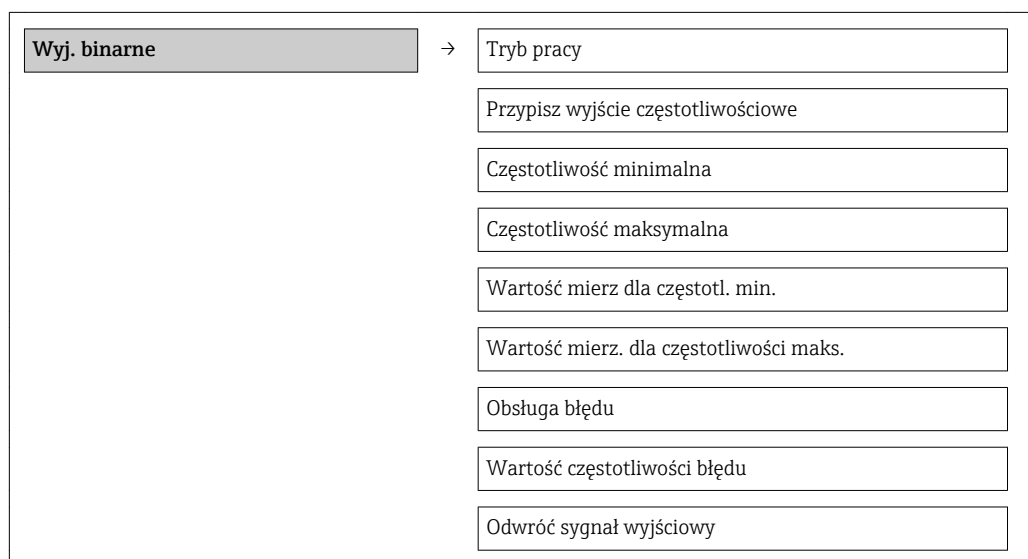 Wyj. binarne → Tryb pracy
Przypisz wyjście częstotliwościowe
Częstotliwość minimalna
Częstotliwość maksymalna
Wartość mierz dla częstotl. min.
Wartość mierz. dla częstotliwości maks.
Obsługa błędu
Wartość częstotliwości błędu
Odwróć sygnał wyjściowy